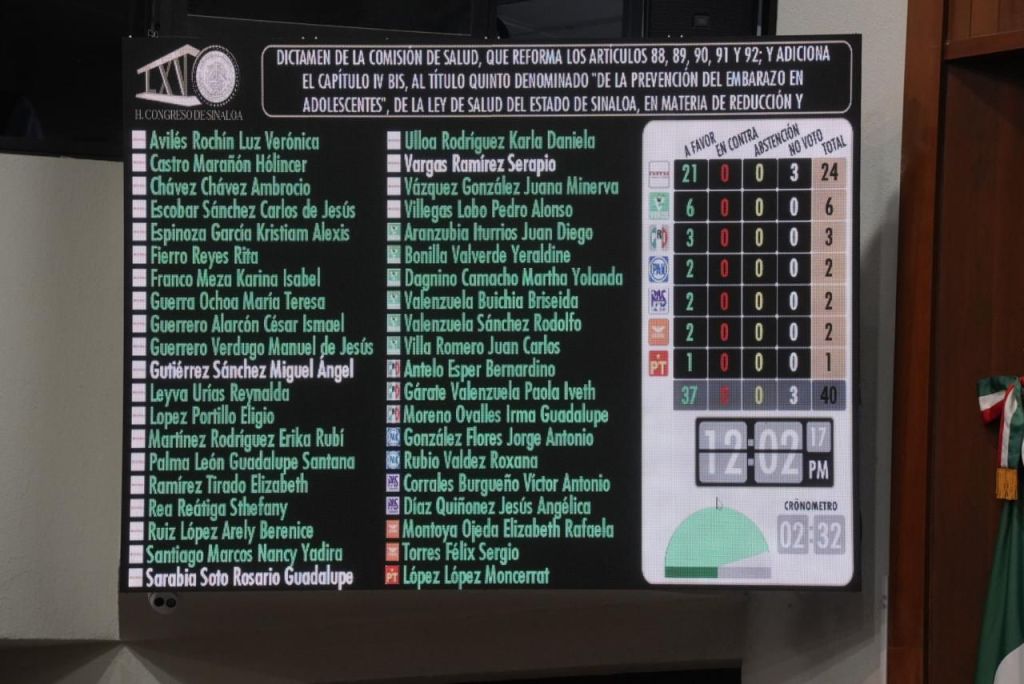 LXV
H. CONGRESO DE SINALOA
DICTAMEN DE LA COMISIÓN DE SALUD, QUE REFORMA LOS ARTÍCULOS 88, 89, 90, 91 Y 92; Y ADICIONA
EL CAPÍTULO IV BIS, AL TÍTULO QUINTO DENOMINADO "DE LA PREVENCIÓN DEL EMBARAZO EN
ADOLESCENTES", DE LA LEY DE SALUD DEL ESTADO DE SINALOA, EN MATERIA DE REDUCCIÓN Y
Avilés Rochín Luz Verónica
Castro Marañón Hólincer
Chávez Chávez Ambrocio
Escobar Sánchez Carlos de Jesús
Espinoza García Kristiam Alexis
Fierro Reyes Rita
Franco Meza Karina Isabel
Guerra Ochoa María Teresa
Guerrero Alarcón César Ismael
Guerrero Verdugo Manuel de Jesús
Gutiérrez Sánchez Miguel Ángel
Leyva Urías Reynalda
Lopez Portillo Eligio
Martínez Rodríguez Erika Rubí
Palma León Guadalupe Santana
Ramírez Tirado Elizabeth
Rea Reátiga Sthefany
Ruiz López Arely Berenice
Santiago Marcos Nancy Yadira
Sarabia Soto Rosario Guadalupe
Ulloa Rodríguez Karla Daniela
Vargas Ramírez Serapio
Vázquez González Juana Minerva
Villegas Lobo Pedro Alonso
Aranzubia Iturrios Juan Diego
Bonilla Valverde Yeraldine
Dagnino Camacho Martha Yolanda
Valenzuela Buichia Briseida
Valenzuela Sánchez Rodolfo
Villa Romero Juan Carlos
Antelo Esper Bernardino
Gárate Valenzuela Paola Iveth
Moreno Ovalles Irma Guadalupe
González Flores Jorge Antonio
Rubio Valdez Roxana
Corrales Burgueño Víctor Antonio
Díaz Quiñonez Jesús Angélica
Montoya Ojeda Elizabeth Rafaela
Torres Félix Sergio
PT López López Moncerrat
A FAVOR EN CONTRA ABSTENCIÓN NO VOTO TOTAL
21 0 0 3 24
6 0 0 0 6
PRI 3 0 0 0 3
PAN 2 0 0 0 2
PAS 2 0 0 0 2
2 0 0 0 2
PT 1 0 0 0 1
37 0 0 3 40
12:02 17 PM
CRÓNOMETRO
02:32